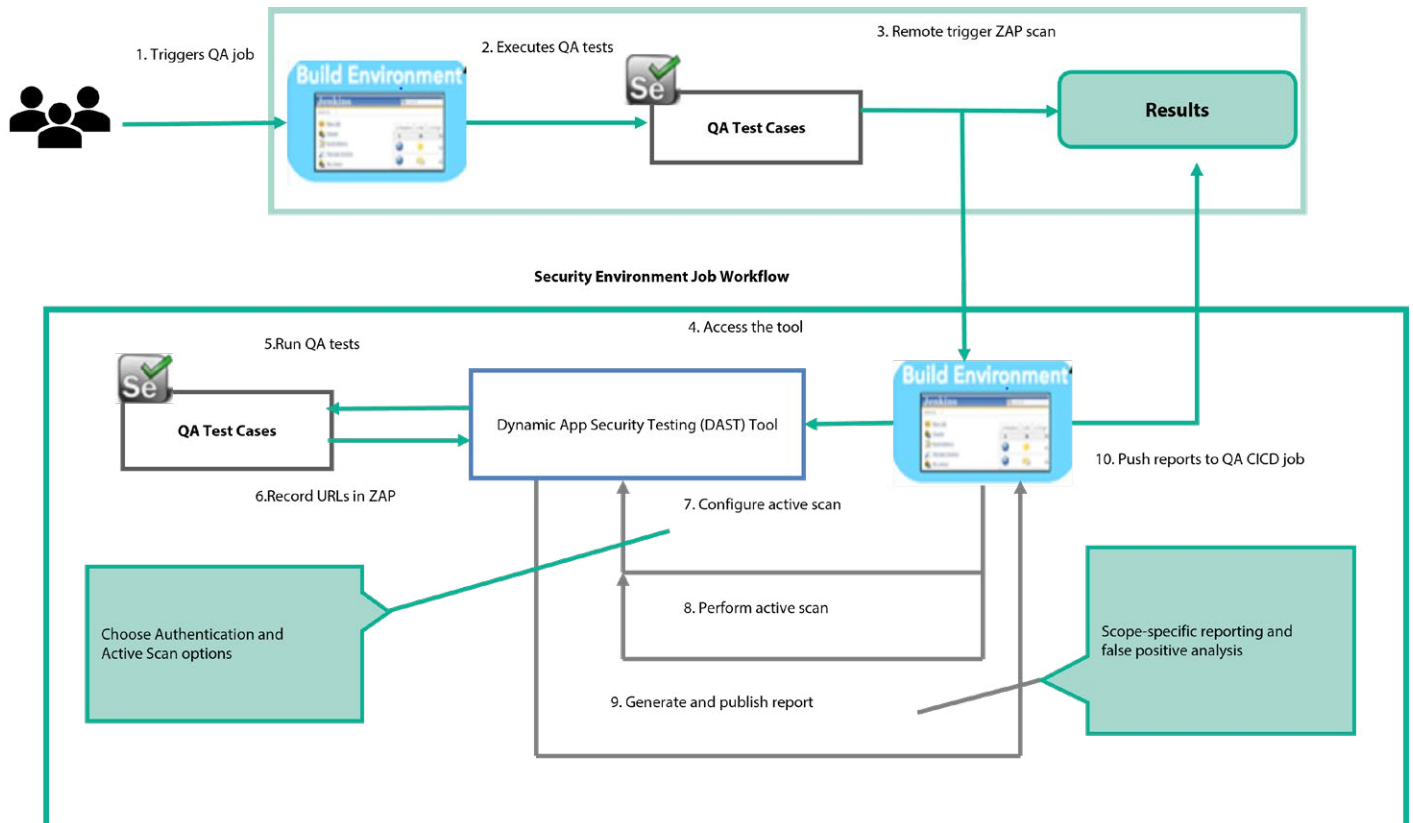 1. Triggers QA job
2. Executes QA tests
3. Remote trigger ZAP scan
Build Environment
Jenkins
Se
QA Test Cases
Results
Security Environment Job Workflow
4. Access the tool
5.Run QA tests
Se
QA Test Cases
Dynamic App Security Testing (DAST) Tool
Build Environment
Jenkins
10. Push reports to QA CICD job
6.Record URLs in ZAP
7. Configure active scan
Choose Authentication and
Active Scan options
8. Perform active scan
Scope-specific reporting and
false positive analysis
9. Generate and publish report